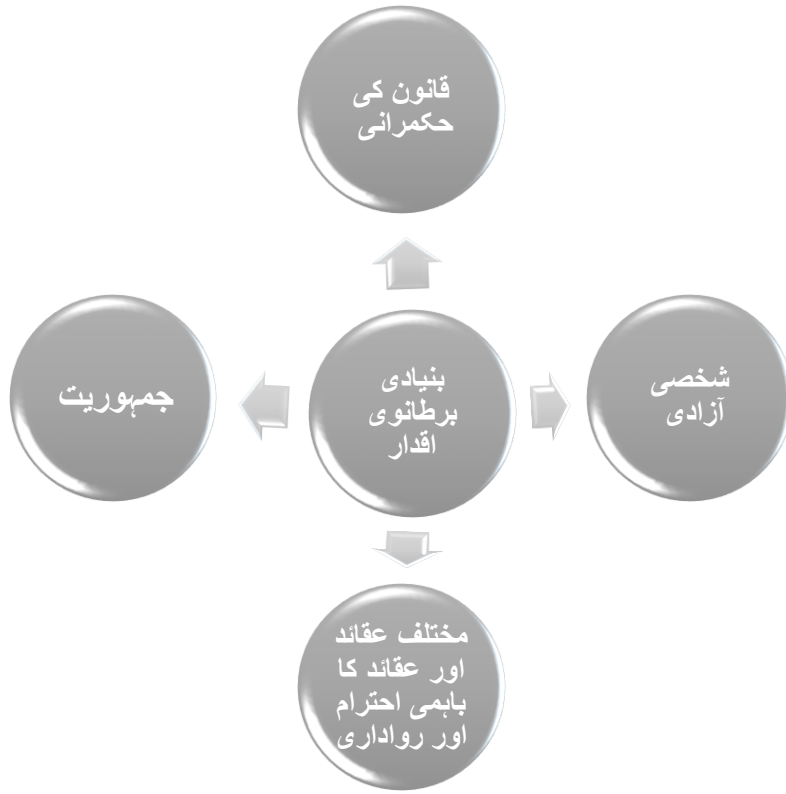 قانون کی
حکمرانی
شخصی
آزادی
بنیادی
برطانوی
اقدار
جمہوریت
مختلف عقائد
اور عقائد کا
باہمی احترام
اور رواداری